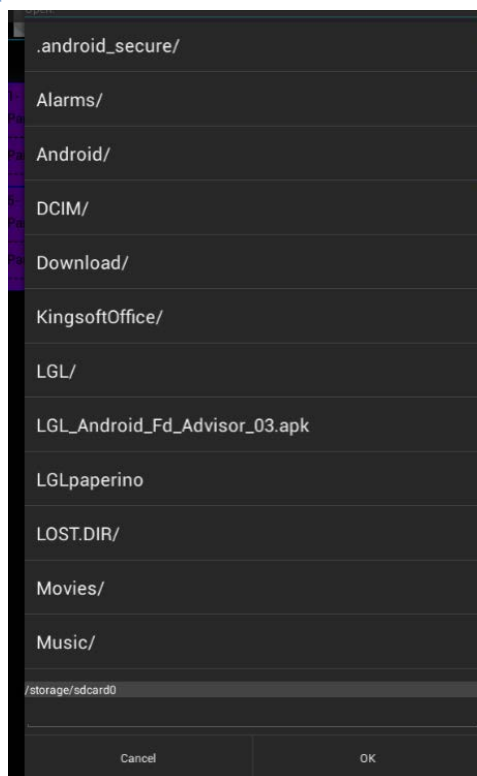 .android_secure/
Alarms/
Android/
DCIM/
Download/
KingsoftOffice/
LGL/
LGL_Android_Fd_Advisor_03.apk
LGLpaperino
LOST.DIR/
Movies/
Music/
/storage/sdcard0
Cancel
OK